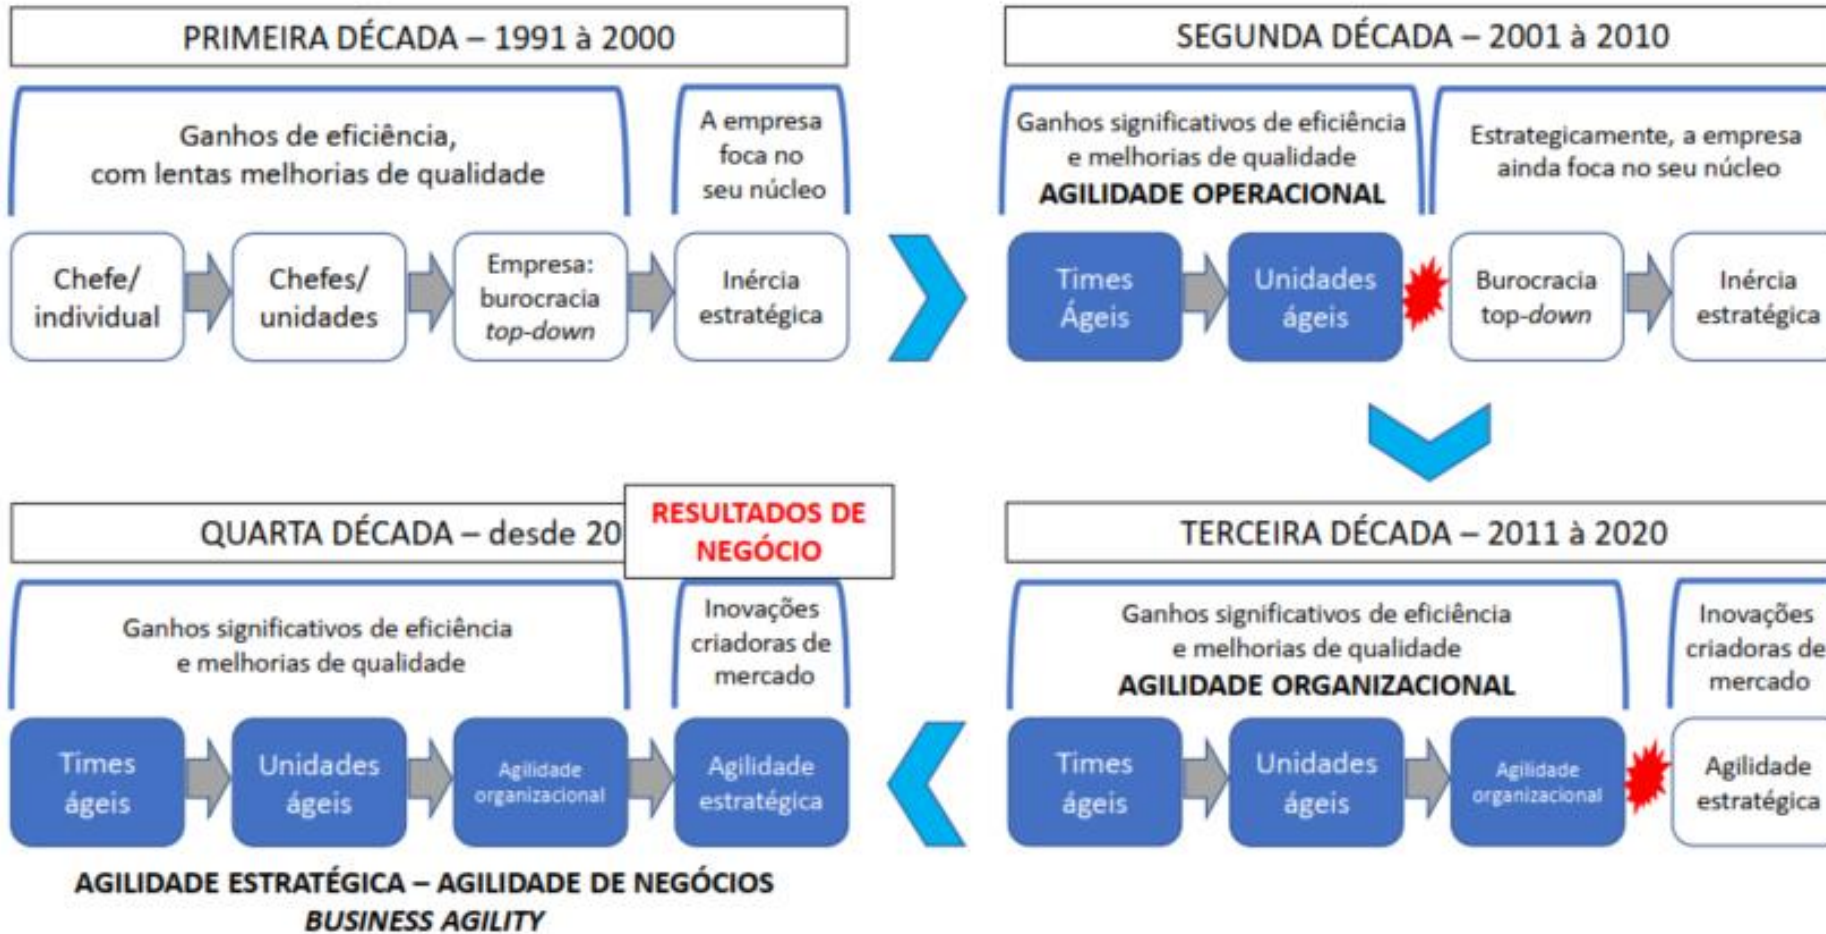 PRIMEIRA DÉCADA – 1991 à 2000
Ganhos de eficiência,
com lentas melhorias de qualidade
A empresa
foca no
seu núcleo
Chefe/
individual
Chefes/
unidades
Empresa:
burocracia
top-down
Inércia
estratégica
SEGUNDA DÉCADA – 2001 à 2010
Ganhos significativos de eficiência
e melhorias de qualidade
AGILIDADE OPERACIONAL
Estrategicamente, a empresa
ainda foca no seu núcleo
Times
Ágeis
Unidades
ágeis
Burocracia
top-down
Inércia
estratégica
TERCEIRA DÉCADA – 2011 à 2020
Ganhos significativos de eficiência
e melhorias de qualidade
AGILIDADE ORGANIZACIONAL
Inovações
criadoras de
mercado
Times
ágeis
Unidades
ágeis
Agilidade
organizacional
Agilidade
estratégica
QUARTA DÉCADA – desde 20
RESULTADOS DE
NEGÓCIO
Ganhos significativos de eficiência
e melhorias de qualidade
Inovações
criadoras de
mercado
Times
ágeis
Unidades
ágeis
Agilidade
organizacional
Agilidade
estratégica
AGILIDADE ESTRATÉGICA – AGILIDADE DE NEGÓCIOS
BUSINESS AGILITY